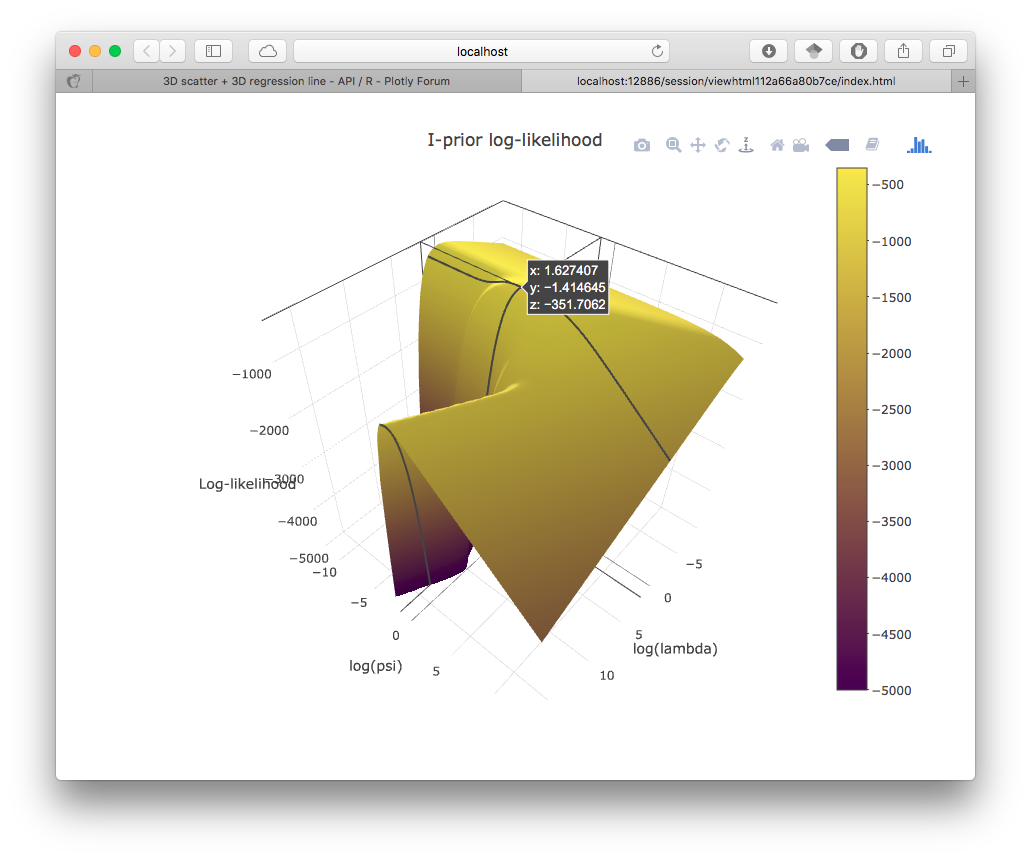 localhost
3D scatter + 3D regression line - API / R - Plotly Forum
localhost:12886/session/viewhtml112a66a80b7ce/index.html
I-prior log-likelihood
z
x: 1.627407
y: −1.414645
z: −351.7062
−1000
−2000
−3000
−4000
−5000
Log-likelihood
−10
−5
0
5
log(psi)
−5
0
5
10
log(lambda)
−500
−1000
−1500
−2000
−2500
−3000
−3500
−4000
−4500
−5000